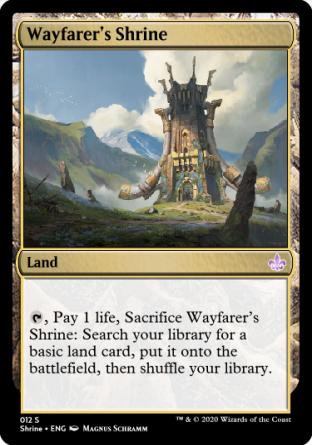 Wayfarer's Shrine
Land
, Pay 1 life, Sacrifice Wayfarer's
Shrine: Search your library for a
basic land card, put it onto the
battlefield, then shuffle your library.
012 S
Shrine • ENG Magnus Schramm
™ & © 2020 Wizards of the Coast